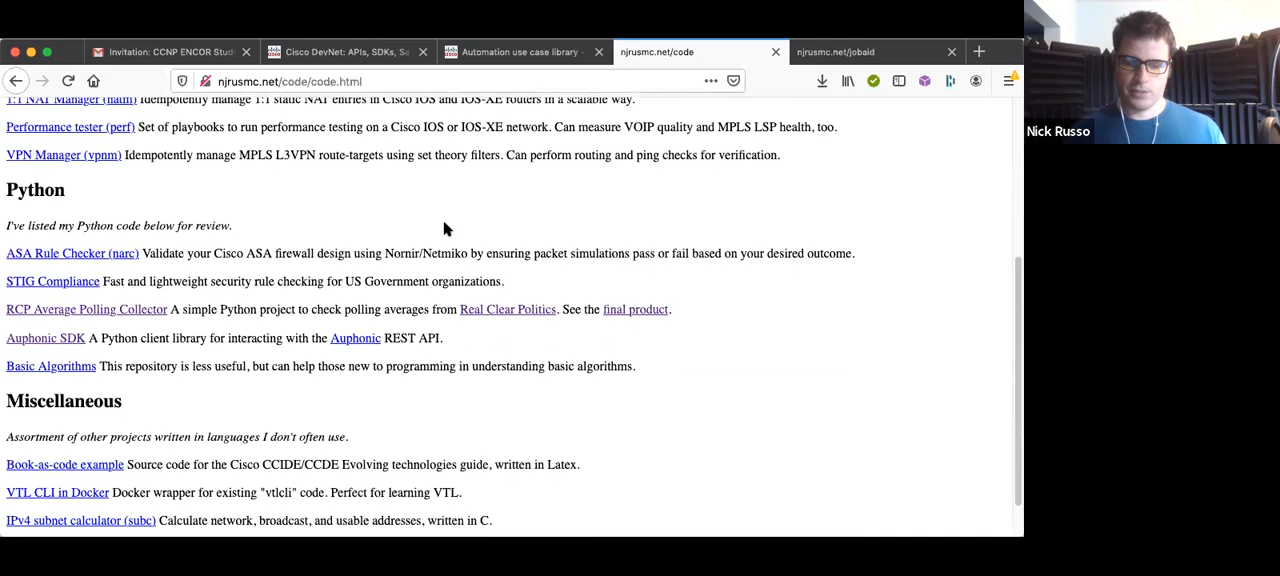 Invitation: CCNP ENCOR Stud
Cisco DevNet: APIs, SDKs, Sa
Automation use case library -
njrusmc.net/code
njrusmc.net/jobaid
njrusmc.net/code/code.html
Nick Russo
1:1 NAT Manager (natm) Idempotently manage 1:1 static NAT entries in Cisco IOS and IOS-XE routers in a scalable way.
Performance tester (perf) Set of playbooks to run performance testing on a Cisco IOS or IOS-XE network. Can measure VOIP quality and MPLS LSP health, too.
VPN Manager (vpnm) Idempotently manage MPLS L3VPN route-targets using set theory filters. Can perform routing and ping checks for verification.
Python
I've listed my Python code below for review.
ASA Rule Checker (narc) Validate your Cisco ASA firewall design using Nornir/Netmiko by ensuring packet simulations pass or fail based on your desired outcome.
STIG Compliance Fast and lightweight security rule checking for US Government organizations.
RCP Average Polling Collector A simple Python project to check polling averages from Real Clear Politics. See the final product.
Auphonic SDK A Python client library for interacting with the Auphonic REST API.
Basic Algorithms This repository is less useful, but can help those new to programming in understanding basic algorithms.
Miscellaneous
Assortment of other projects written in languages I don't often use.
Book-as-code example Source code for the Cisco CCIDE/CCDE Evolving technologies guide, written in Latex.
VTL CLI in Docker Docker wrapper for existing "vtlcli" code. Perfect for learning VTL.
IPv4 subnet calculator (subc) Calculate network, broadcast, and usable addresses, written in C.